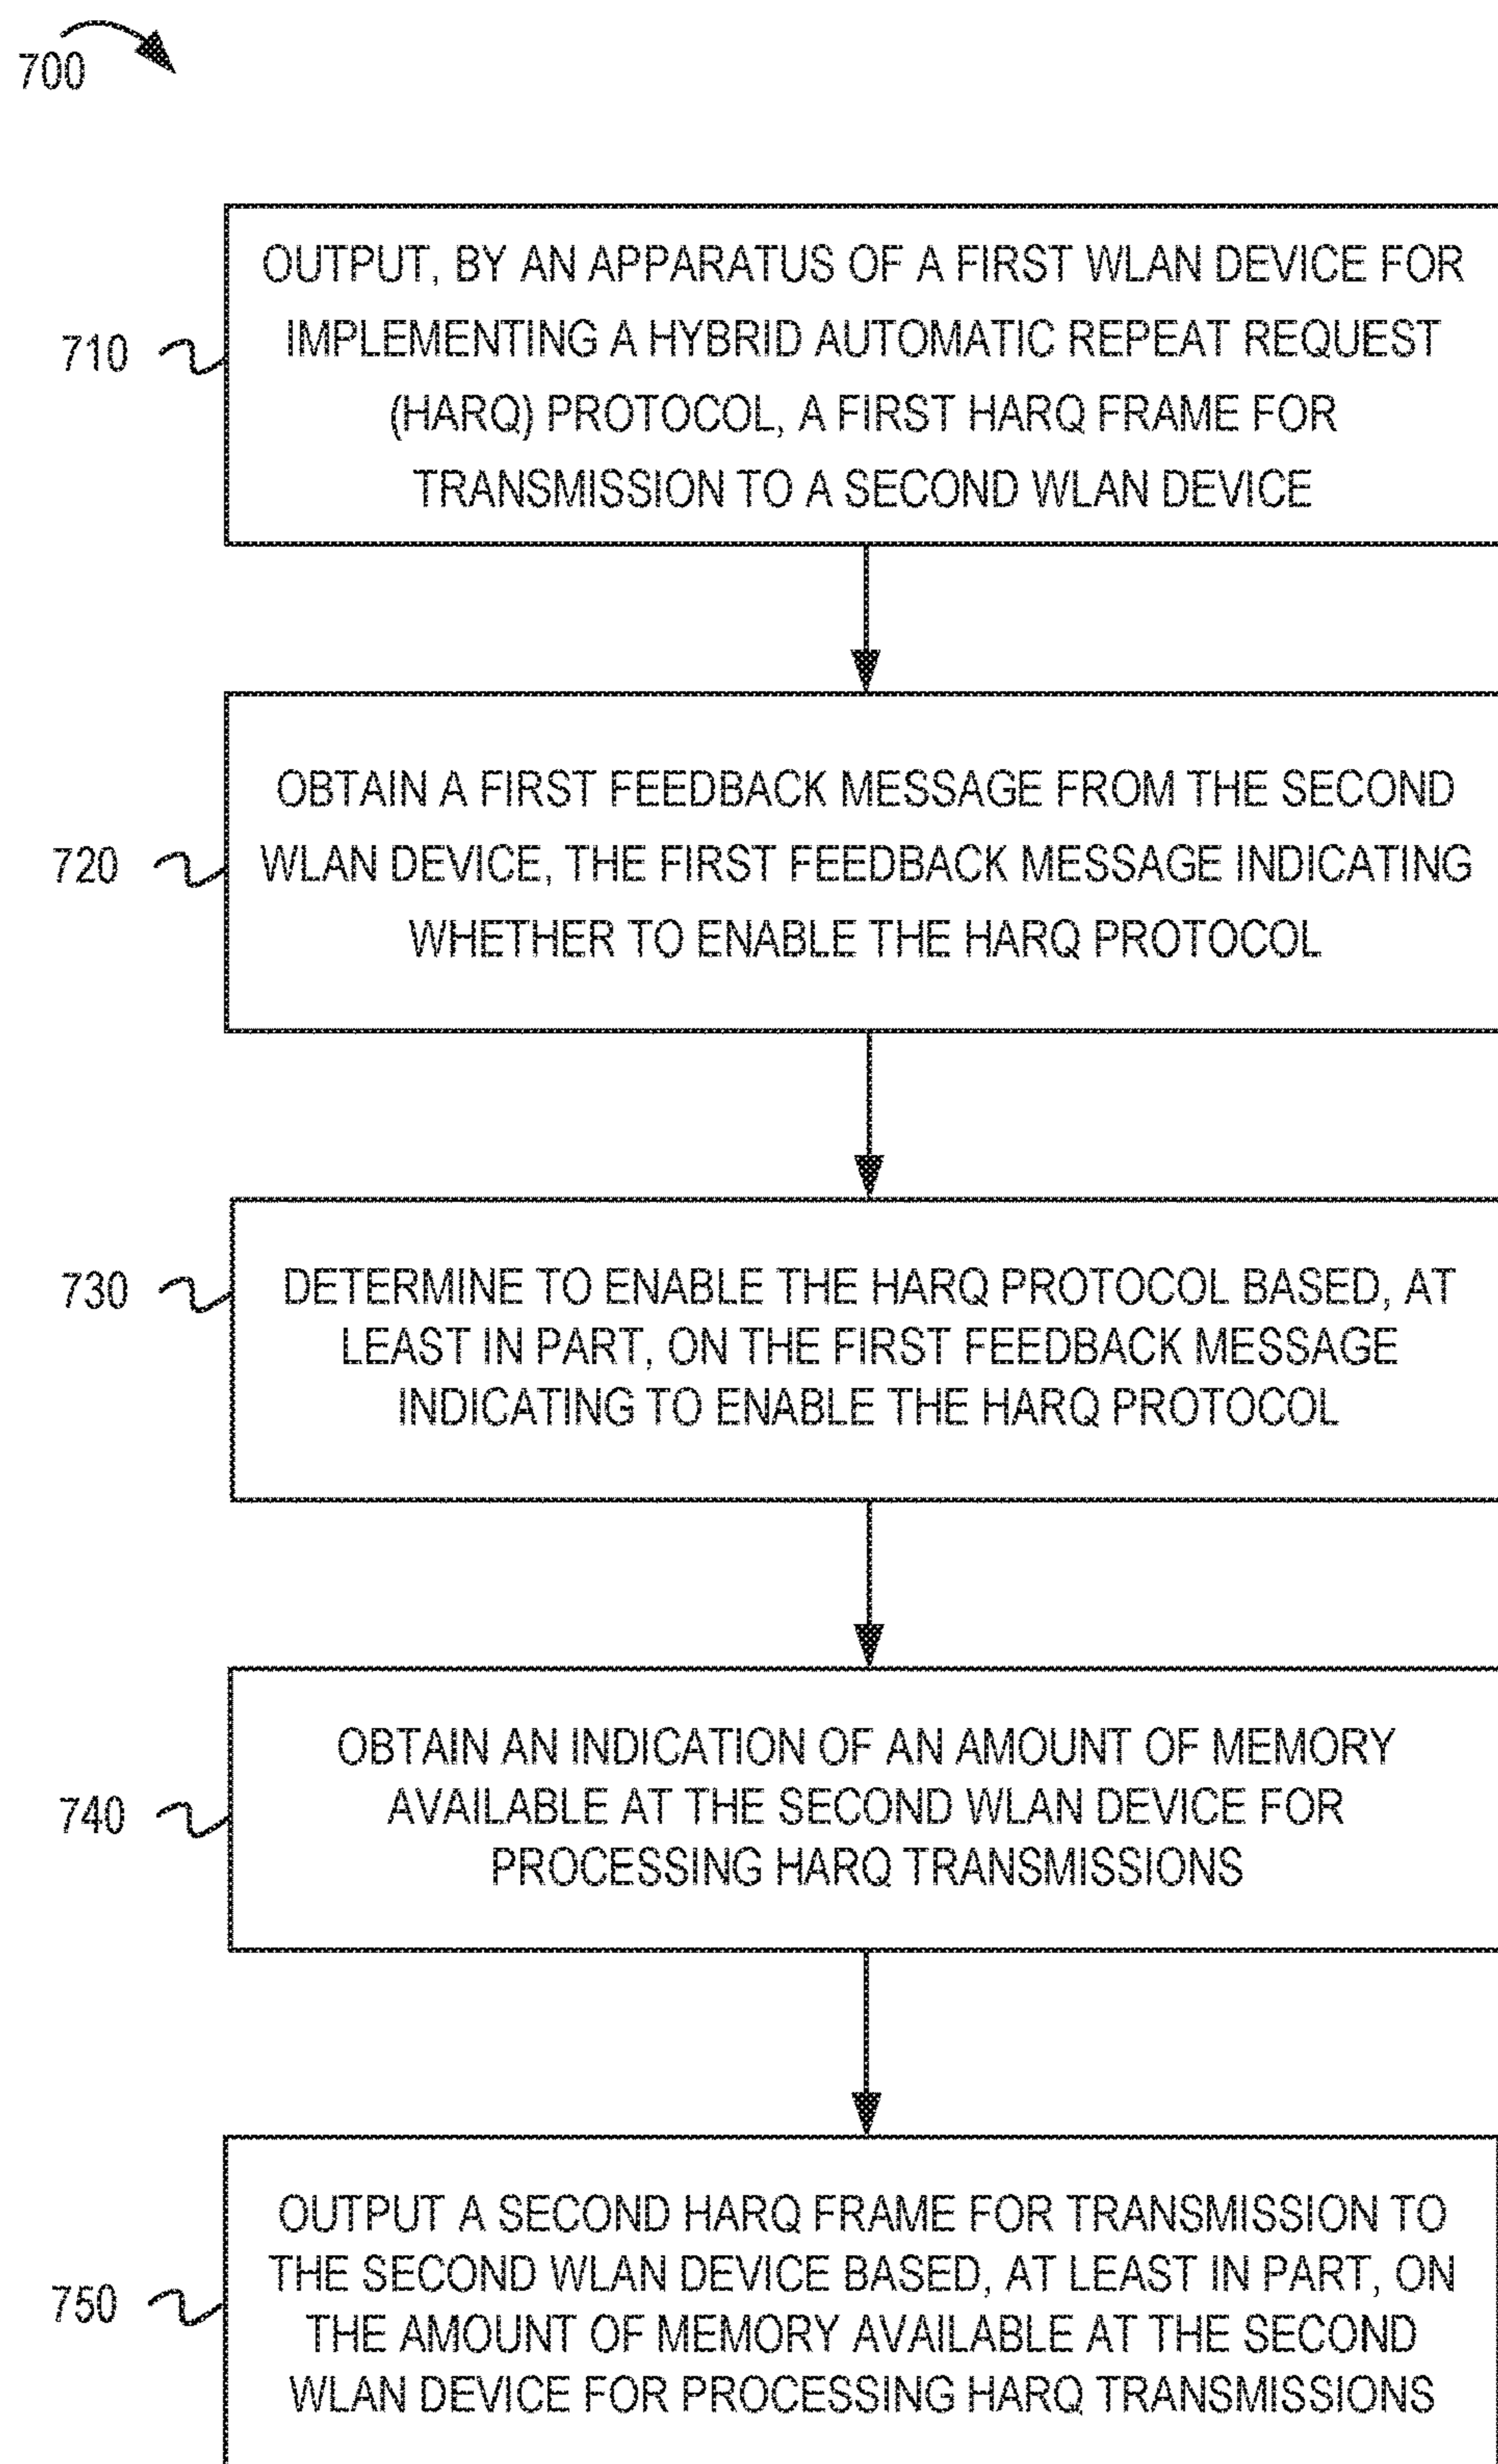 700
710
OUTPUT, BY AN APPARATUS OF A FIRST WLAN DEVICE FOR
IMPLEMENTING A HYBRID AUTOMATIC REPEAT REQUEST
(HARQ) PROTOCOL, A FIRST HARQ FRAME FOR
TRANSMISSION TO A SECOND WLAN DEVICE
720
OBTAIN A FIRST FEEDBACK MESSAGE FROM THE SECOND
WLAN DEVICE, THE FIRST FEEDBACK MESSAGE INDICATING
WHETHER TO ENABLE THE HARQ PROTOCOL
730
DETERMINE TO ENABLE THE HARQ PROTOCOL BASED, AT
LEAST IN PART, ON THE FIRST FEEDBACK MESSAGE
INDICATING TO ENABLE THE HARQ PROTOCOL
740
OBTAIN AN INDICATION OF AN AMOUNT OF MEMORY
AVAILABLE AT THE SECOND WLAN DEVICE FOR
PROCESSING HARQ TRANSMISSIONS
750
OUTPUT A SECOND HARQ FRAME FOR TRANSMISSION TO
THE SECOND WLAN DEVICE BASED, AT LEAST IN PART, ON
THE AMOUNT OF MEMORY AVAILABLE AT THE SECOND
WLAN DEVICE FOR PROCESSING HARQ TRANSMISSIONS